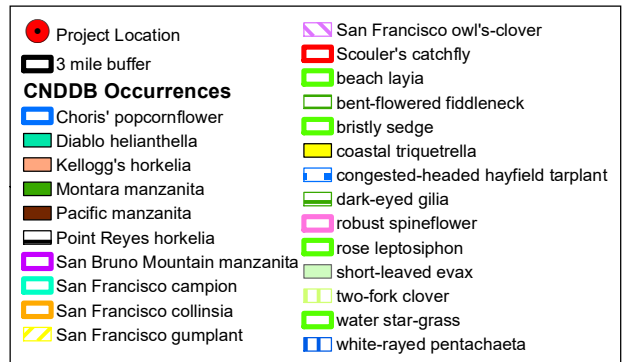 Project Location
3 mile buffer
CNDDB Occurrences
Choris' popcornflower
Diablo helianthella
Kellogg's horkelia
Montara manzanita
Pacific manzanita
Point Reyes horkelia
San Bruno Mountain manzanita
San Francisco campion
San Francisco collinsia
San Francisco gumplant
San Francisco owl's-clover
Scouler's catchfly
beach layia
bent-flowered fiddleneck
bristly sedge
coastal triquetrella
congested-headed hayfield tarplant
dark-eyed gilia
robust spineflower
rose leptosiphon
short-leaved evax
two-fork clover
water star-grass
white-rayed pentachaeta